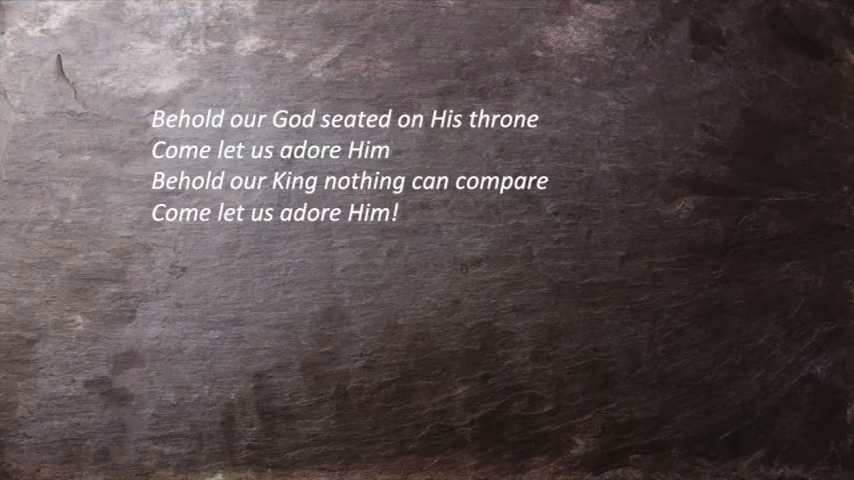 Behold our God seated on His throne
Come let us adore Him
Behold our King nothing can compare
Come let us adore Him!